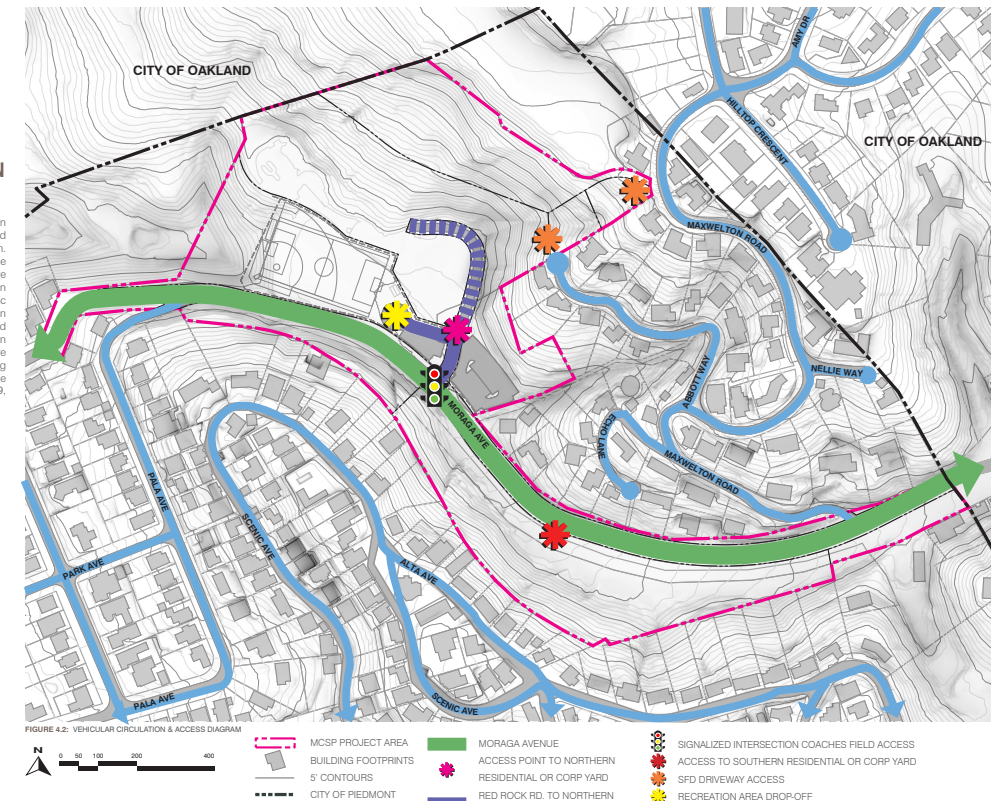 CITY OF OAKLAND
AMY DR
HILLTOP CRESCENT
CITY OF OAKLAND
N
n
d
n.
e
e
n
c
n
d
n
e
g
e
9,
MAXWELTON ROAD
NELLIE WAY
ABBOTT WAY
MORAGA AVE
ECHO LANE
MAXWELTON ROAD
PALA AVE
SCENIC AVE
PARK AVE
ALTA AVE
PALA AVE
SCENIC AVE
FIGURE 4.2: VEHICULAR CIRCULATION & ACCESS DIAGRAM
N
0 50 100 200 400
MCSP PROJECT AREA
BUILDING FOOTPRINTS
5' CONTOURS
CITY OF PIEDMONT
MORAGA AVENUE
ACCESS POINT TO NORTHERN
RESIDENTIAL OR CORP YARD
RED ROCK RD. TO NORTHERN
SIGNALIZED INTERSECTION COACHES FIELD ACCESS
ACCESS TO SOUTHERN RESIDENTIAL OR CORP YARD
SFD DRIVEWAY ACCESS
RECREATION AREA DROP-OFF